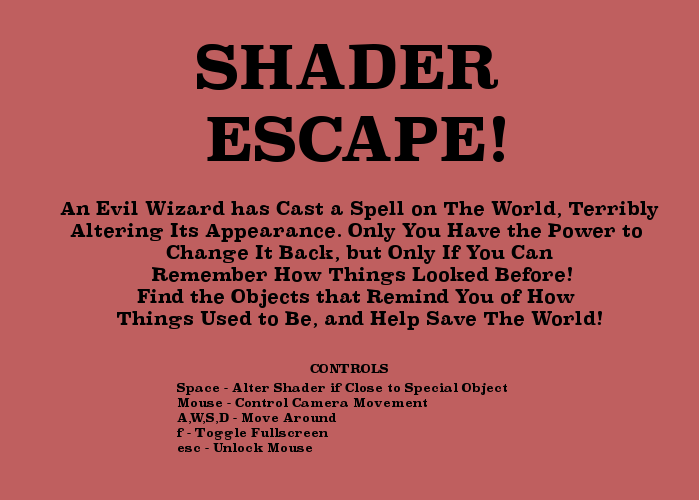 SHADER
ESCAPE!
An Evil Wizard has Cast a Spell on The World, Terribly
Altering Its Appearance. Only You Have the Power to
Change It Back, but Only If You Can
Remember How Things Looked Before!
Find the Objects that Remind You of How
Things Used to Be, and Help Save The World!
CONTROLS
Space - Alter Shader if Close to Special Object
Mouse - Control Camera Movement
A,W,S,D - Move Around
f - Toggle Fullscreen
esc - Unlock Mouse